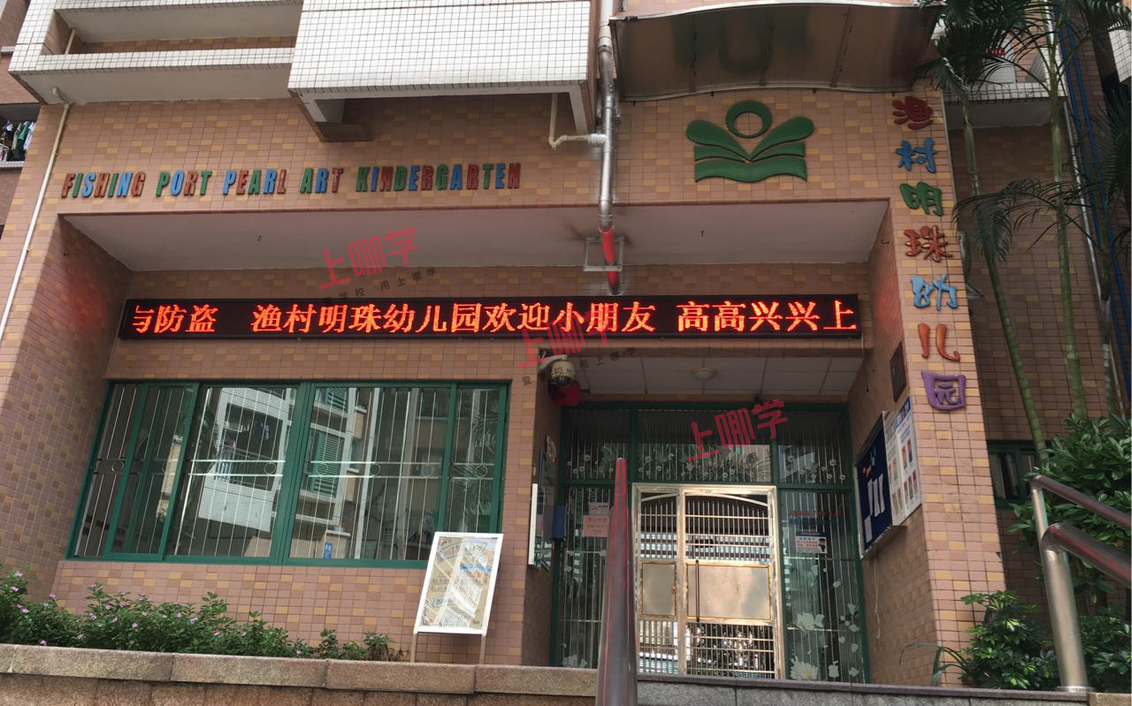 FISHING PORT PEARL ART KINDERGARTEN
渔村明珠幼儿园
与防盗 渔村明珠幼儿园欢迎小朋友 高高兴兴上
上哪学
上哪学
上哪学